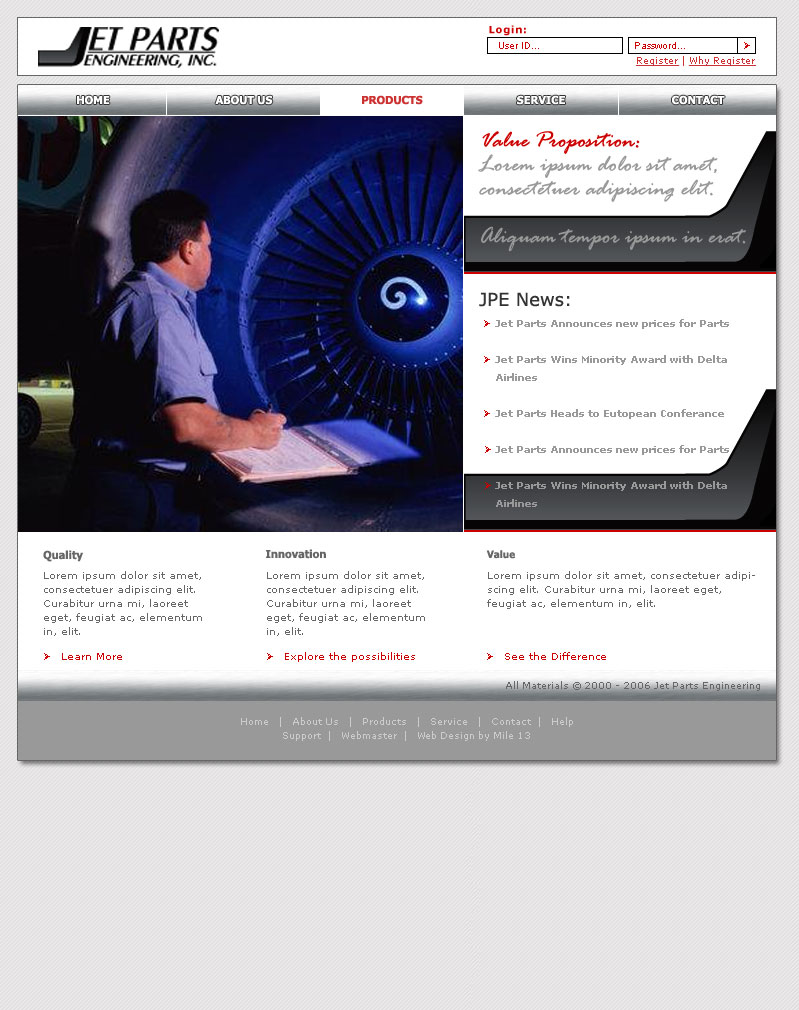 JET PARTS
ENGINEERING, INC.
Login:
User ID...
Password...
Register | Why Register
HOME
ABOUT US
PRODUCTS
SERVICE
CONTACT
Value Proposition:
Lorem ipsum dolor sit amet,
consectetuer adipiscing elit.
Aliquam tempor ipsum in erat.
JPE News:
Jet Parts Announces new prices for Parts
Jet Parts Wins Minority Award with Delta
Airlines
Jet Parts Heads to Eutopean Conferance
Jet Parts Announces new prices for Parts
Jet Parts Wins Minority Award with Delta
Airlines
Quality
Lorem ipsum dolor sit amet,
consectetuer adipiscing elit.
Curabitur urna mi, laoreet
eget, feugiat ac, elementum
in, elit.
Learn More
Innovation
Lorem ipsum dolor sit amet,
consectetuer adipiscing elit.
Curabitur urna mi, laoreet
eget, feugiat ac, elementum
in, elit.
Explore the possibilities
Value
Lorem ipsum dolor sit amet, consectetuer adipi-
scing elit. Curabitur urna mi, laoreet eget,
feugiat ac, elementum in, elit.
See the Difference
All Materials © 2000 - 2006 Jet Parts Engineering
Home | About Us | Products | Service | Contact | Help
Support | Webmaster | Web Design by Mile 13